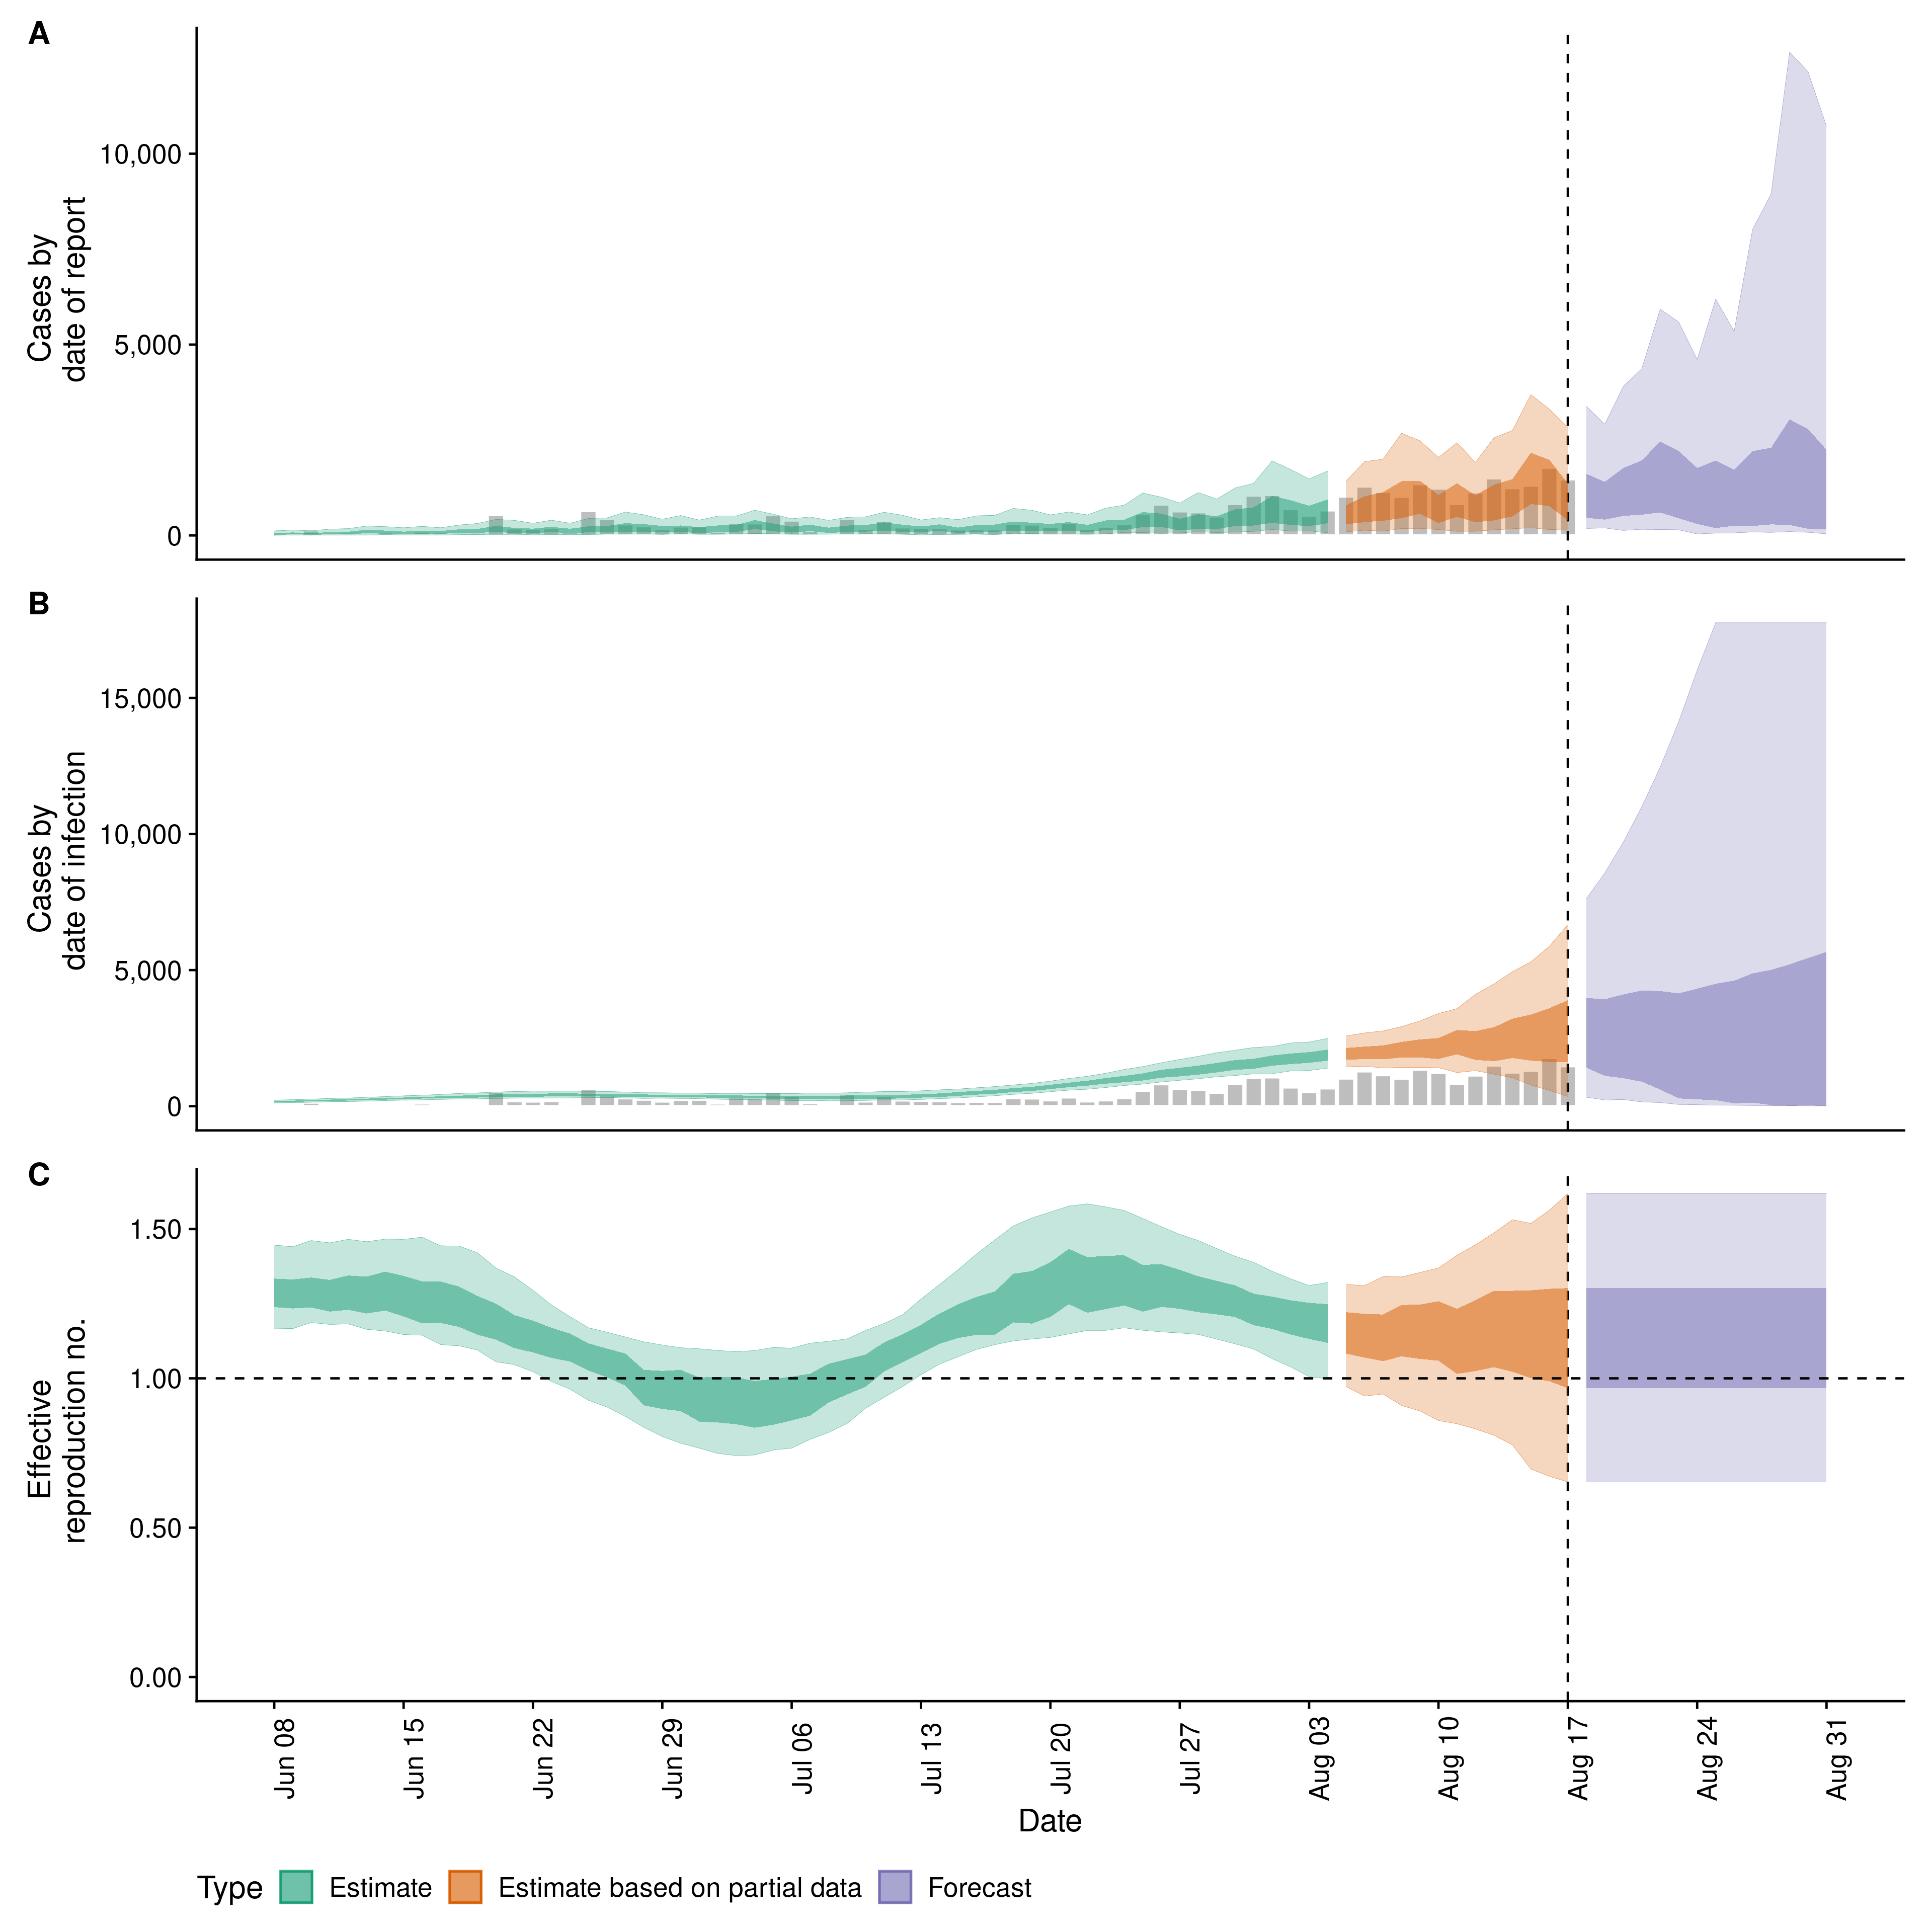 A
Cases by
date of report
10,000
5,000
0
B
Cases by
date of infection
15,000
10,000
5,000
0
C
Effective
reproduction no.
1.50
1.00
0.50
0.00
Jun 08 Jun 15 Jun 22 Jun 29 Jul 06 Jul 13 Jul 20 Jul 27 Aug 03 Aug 10 Aug 17 Aug 24 Aug 31
Date
Type Estimate Estimate based on partial data Forecast